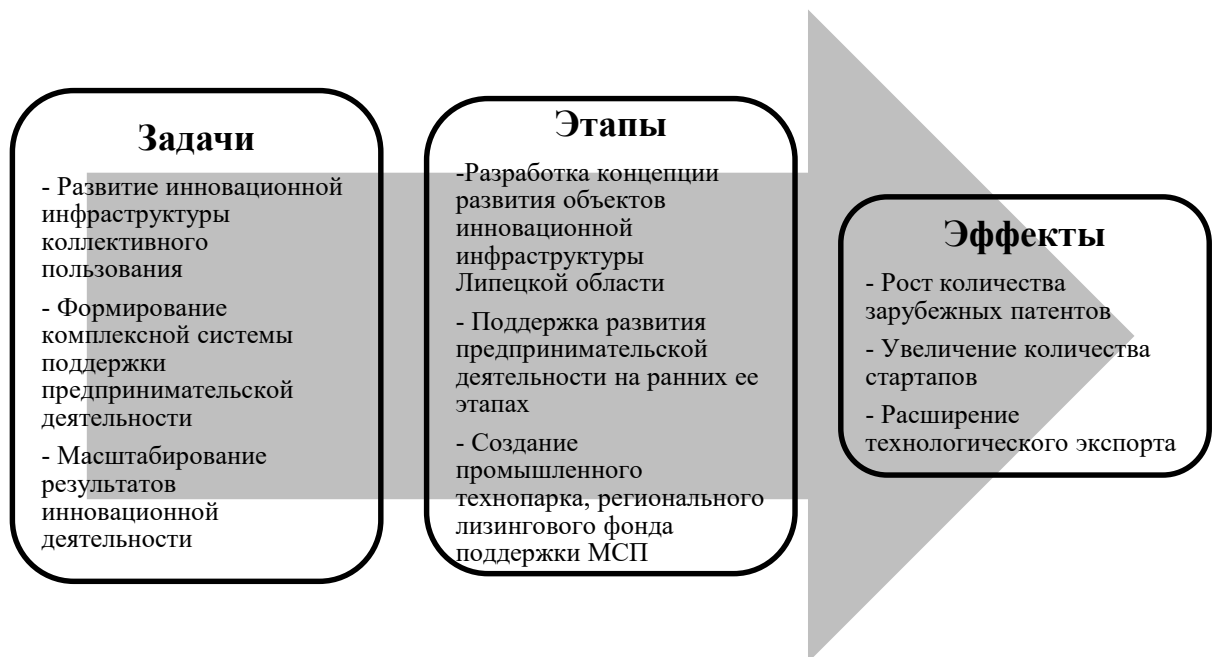 Задачи
- Развитие инновационной
инфраструктуры
коллективного
пользования
- Формирование
комплексной системы
поддержки
предпринимательской
деятельности
- Масштабирование
результатов
инновационной
деятельности
Этапы
-Разработка концепции
развития объектов
инновационной
инфраструктуры
Липецкой области
- Поддержка развития
предпринимательской
деятельности на ранних ее
этапах
- Создание
промышленного
технопарка, регионального
лизингового фонда
поддержки МСП
Эффекты
- Рост количества
зарубежных патентов
- Увеличение количества
стартапов
- Расширение
технологического экспорта